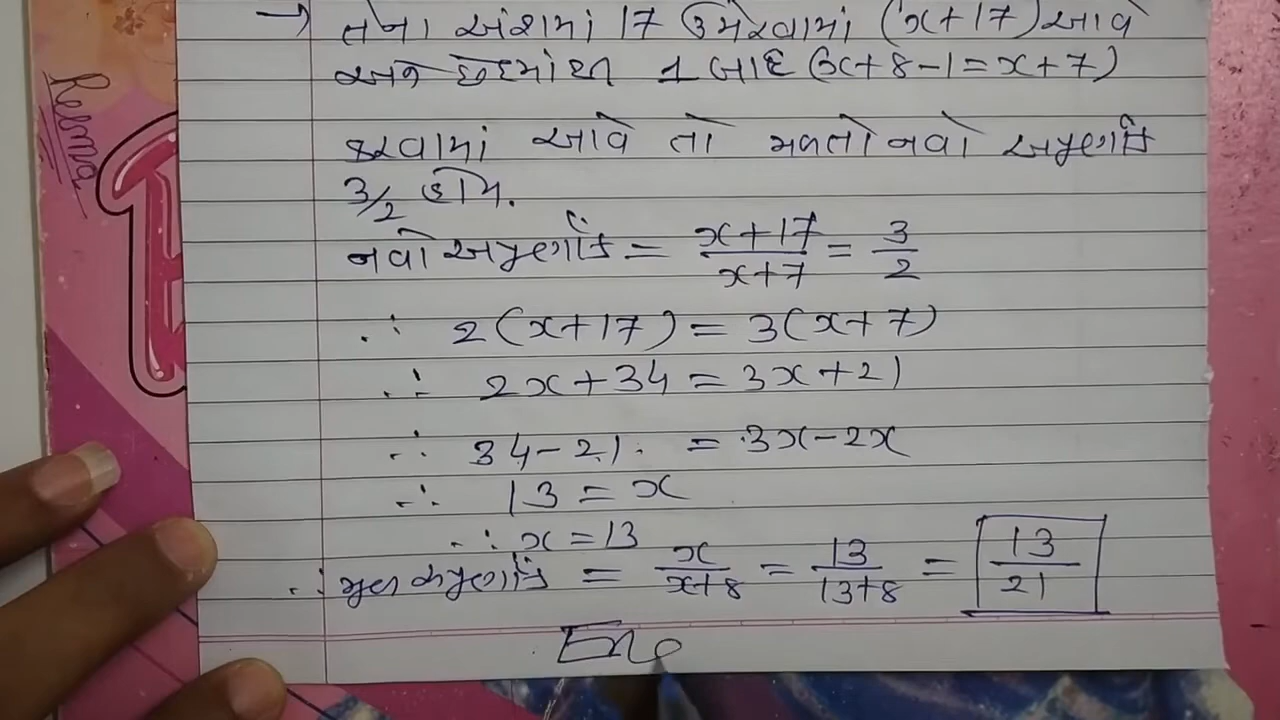 → તેના અંશમાં 17 ઉમેરવામાં (x+17) આવે
અને છેદમાંથી 1 બાદ (x+8-1=x+7)
કરવામાં આવે તો મળતો નવો અપૂર્ણાંક
3/2 હોય.
નવો અપૂર્ણાંક = x+17/x+7 = 3/2
∴ 2(x+17) = 3(x+7)
∴ 2x+34 = 3x+21
∴ 34-21 = 3x-2x
∴ 13 = x
∴ x = 13
∴ મૂળ અપૂર્ણાંક = x/x+8 = 13/13+8 = 13/21
Resma